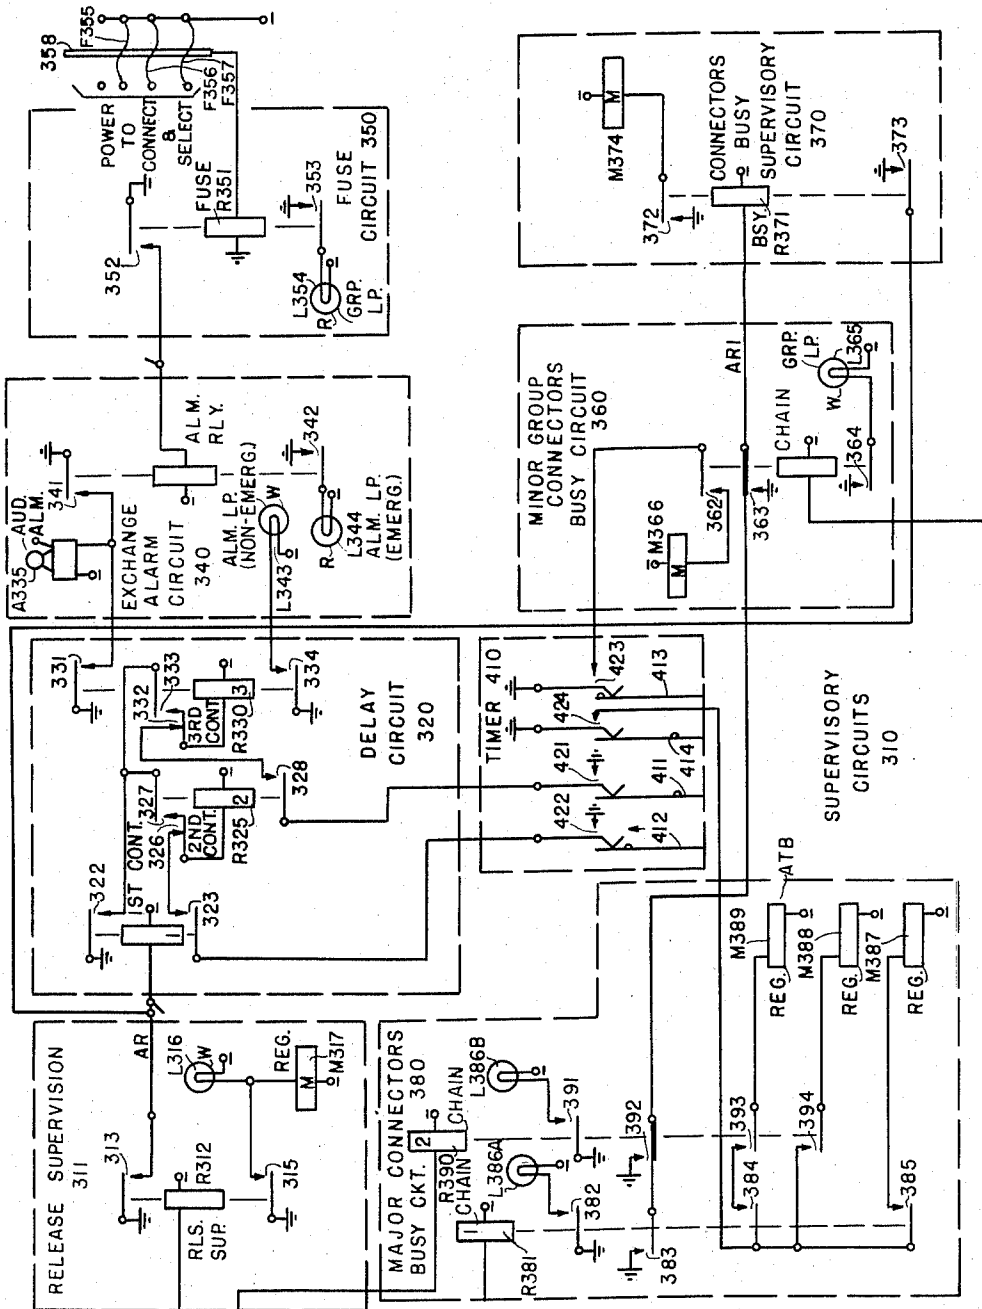 358
F355
F356
F357
POWER
TO
CONNECT
&
SELECT
352
FUSE
R351
353
L354
R
GRP.
LP.
FUSE
CIRCUIT 350
AUD.
ALM.
A335
341
ALM.
RLY.
342
EXCHANGE
ALARM
CIRCUIT
340
ALM. LP.
(NON-EMERG.)
W
L343
R
L344
ALM. LP.
(EMERG.)
331
332
333
3RD
CONT.
R330
3
334
322
1ST CONT.
1
323
326
327
2ND
CONT.
R325
2
328
DELAY
CIRCUIT
320
RELEASE SUPERVISION
311
313
AR
R312
RLS.
SUP.
315
L316
W
REG.
M
M317
M374
M
372
CONNECTORS
BUSY
SUPERVISORY
CIRCUIT
370
BSY.
R371
373
MINOR GROUP
CONNECTORS
BUSY CIRCUIT
360
M366
M
362
363
AR1
CHAIN
364
GRP.
LP.
L365
W
TIMER 410
423
413
424
414
421
411
422
412
SUPERVISORY
CIRCUITS
310
MAJOR CONNECTORS
BUSY CKT. 380
2
R390
CHAIN
CHAIN
1
R381
L386A
L386B
382
391
383
392
384
393
394
385
M389
REG.
M388
REG.
M387
REG.
ATB